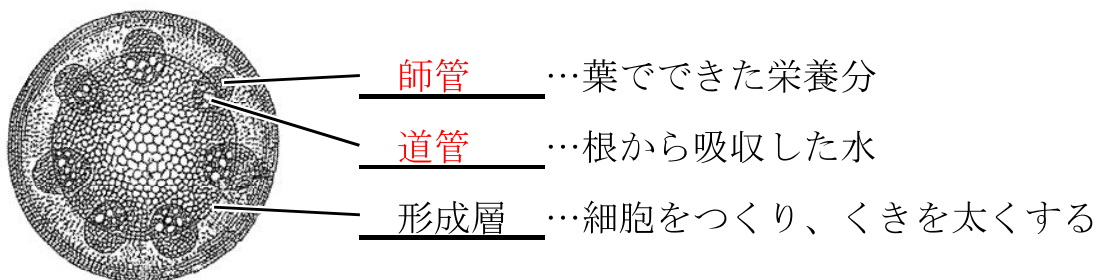 師管 …葉でできた栄養分
道管 …根から吸収した水
形成層 …細胞をつくり、くきを太くする